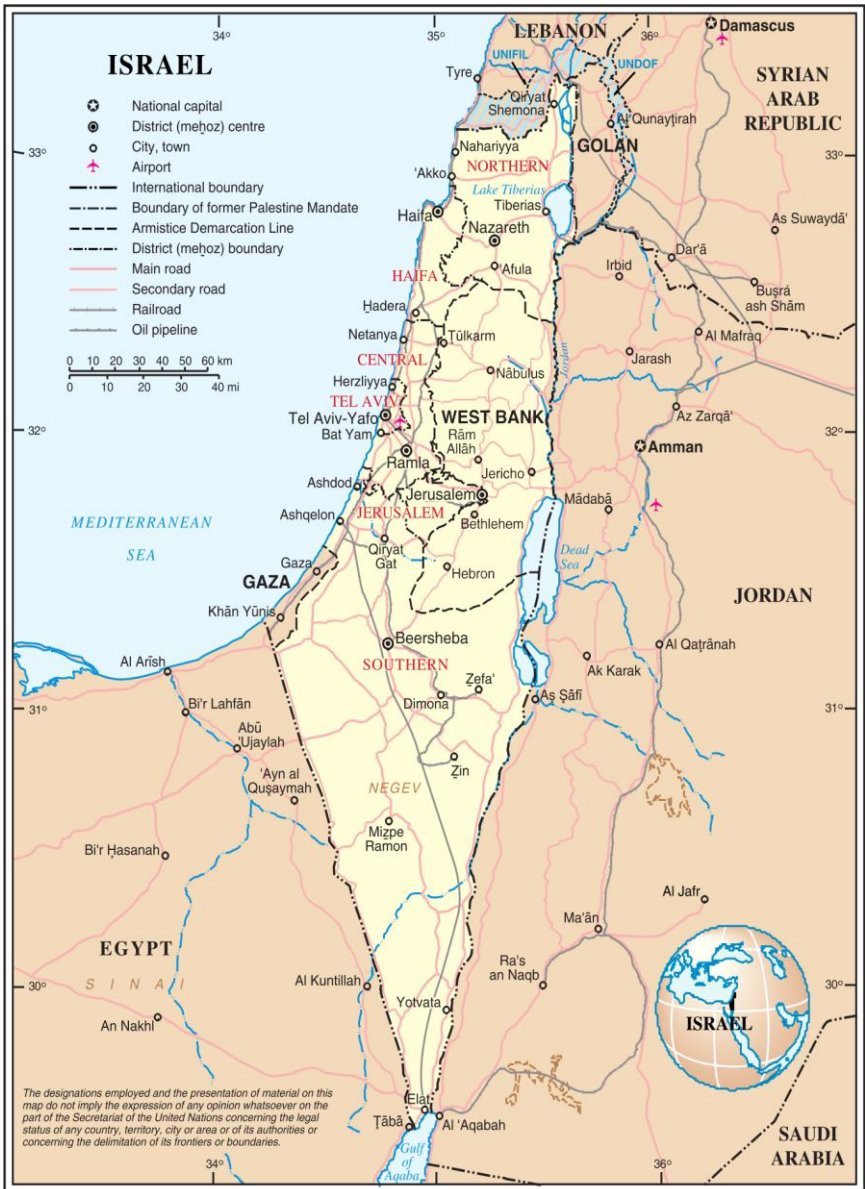 34°
35°
36°
LEBANON
Damascus
ISRAEL
UNIFIL
UNDOF
Tyre
SYRIAN
ARAB
REPUBLIC
National capital
District (meḥoz) centre
City, town
Airport
International boundary
Boundary of former Palestine Mandate
Armistice Demarcation Line
District (meḥoz) boundary
Main road
Secondary road
Railroad
Oil pipeline
0 10 20 30 40 50 60 km
0 10 20 30 40 mi
Qiryat
Shemona
Al Qunayṭirah
GOLAN
33°
33°
Nahariyya
NORTHERN
'Akko
Lake Tiberias
Haifa
Tiberias
Nazareth
As Suwaydā'
Dar'ā
'Afula
Irbid
HAIFA
Buṣrá
ash Shām
Ḥadera
Netanya
Tūlkarm
Al Mafraq
CENTRAL
Jarash
Jordan
Nābulus
Herzliyya
TEL AVIV
Tel Aviv-Yafo
WEST BANK
Az Zarqā'
32°
32°
Bat Yam
Rām
Allāh
Amman
Ramla
Jericho
Ashdod
Jerusalem
Mādabā
JERUSALEM
MEDITERRANEAN
SEA
Ashqelon
Bethlehem
Qiryat
Gat
Dead
Sea
Gaza
Hebron
GAZA
JORDAN
Khān Yūnis
Beersheba
Al Qaṭrānah
Al Arīsh
SOUTHERN
Ak Karak
Ẓefa'
Dimona
Aş Şāfī
Bi'r Lahfān
31°
31°
Abū
'Ujaylah
Ẕin
'Ayn al
Quṣaymah
NEGEV
Miẕpe
Ramon
Bi'r Ḥasanah
Al Jafr
Ma'ān
EGYPT
SINAI
Ra's
an Naqb
Al Kuntillah
30°
30°
Yotvata
ISRAEL
An Nakhl
The designations employed and the presentation of material on this
map do not imply the expression of any opinion whatsoever on the
part of the Secretariat of the United Nations concerning the legal
status of any country, territory, city or area or of its authorities or
concerning the delimitation of its frontiers or boundaries.
Elat
Ṭābā
Al 'Aqabah
Gulf
of
Aqaba
SAUDI
ARABIA
34°
35°
36°